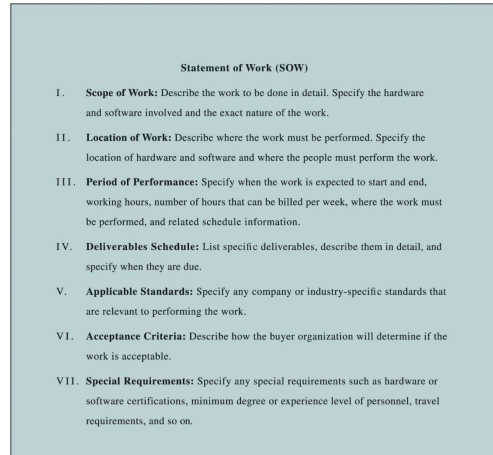 Statement of Work (SOW)
I. Scope of Work: Describe the work to be done in detail. Specify the hardware
and software involved and the exact nature of the work.
II. Location of Work: Describe where the work must be performed. Specify the
location of hardware and software and where the people must perform the work.
III. Period of Performance: Specify when the work is expected to start and end,
working hours, number of hours that can be billed per week, where the work must
be performed, and related schedule information.
IV. Deliverables Schedule: List specific deliverables, describe them in detail, and
specify when they are due.
V. Applicable Standards: Specify any company or industry-specific standards that
are relevant to performing the work.
VI. Acceptance Criteria: Describe how the buyer organization will determine if the
work is acceptable.
VII. Special Requirements: Specify any special requirements such as hardware or
software certifications, minimum degree or experience level of personnel, travel
requirements, and so on.